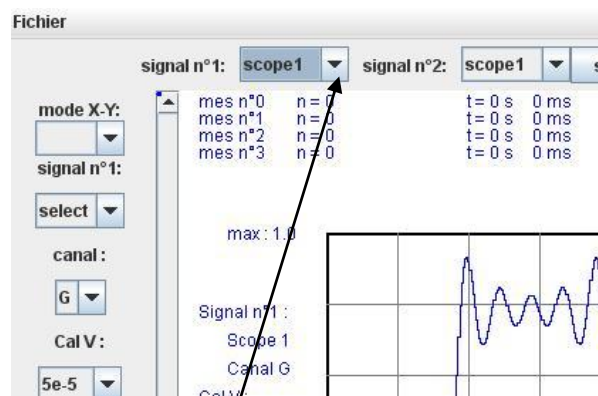 Fichier
signal n°1: scope1 signal n°2: scope1 s
mode X-Y:
signal n°1:
select
canal :
G
Cal V :
5e-5
mes n°0 n = 0 t= 0 s 0 ms
mes n°1 n = 0 t= 0 s 0 ms
mes n°2 n = 0 t= 0 s 0 ms
mes n°3 n = 0 t= 0 s 0 ms
max : 1.0
Signal n°1 :
Scope 1
Canal G
Cal V :